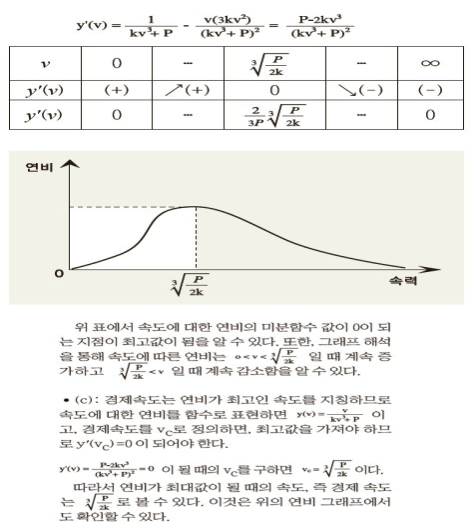 y'(v) = 1/(kv³+P) - v(3kv²)/(kv³+P)² = (P-2kv³)/(kv³+P)²
v 0 ... ∛(P/2k) ... ∞
y'(v) (+) ↗(+) 0 ↘(-) (-)
y'(v) 0 ... 2/3P ∛(P/2k) ... 0
연비
0
∛(P/2k)
속력
위 표에서 속도에 대한 연비의 미분함수 값이 0이 되
는 지점이 최고값이 됨을 알 수 있다. 또한, 그래프 해석
을 통해 속도에 따른 연비는 0<v<∛(P/2k) 일 때 계속 증
가하고 ∛(P/2k)<v 일 때 계속 감소함을 알 수 있다.
• (c): 경제속도는 연비가 최고인 속도를 지칭하므로
속도에 대한 연비를 함수로 표현하면 y(v)=v/(kv³+P) 이
고, 경제속도를 v_C로 정의하면, 최고값을 가져야 하므
로 y'(v_C)=0이 되어야 한다.
y'(v)=(P-2kv³)/(kv³+P)²=0 이 될 때의 v_C를 구하면 v_c=∛(P/2k) 이다.
따라서 연비가 최대값이 될 때의 속도, 즉 경제 속도
는 ∛(P/2k) 로 볼 수 있다. 이것은 위의 연비 그래프에서
도 확인할 수 있다.